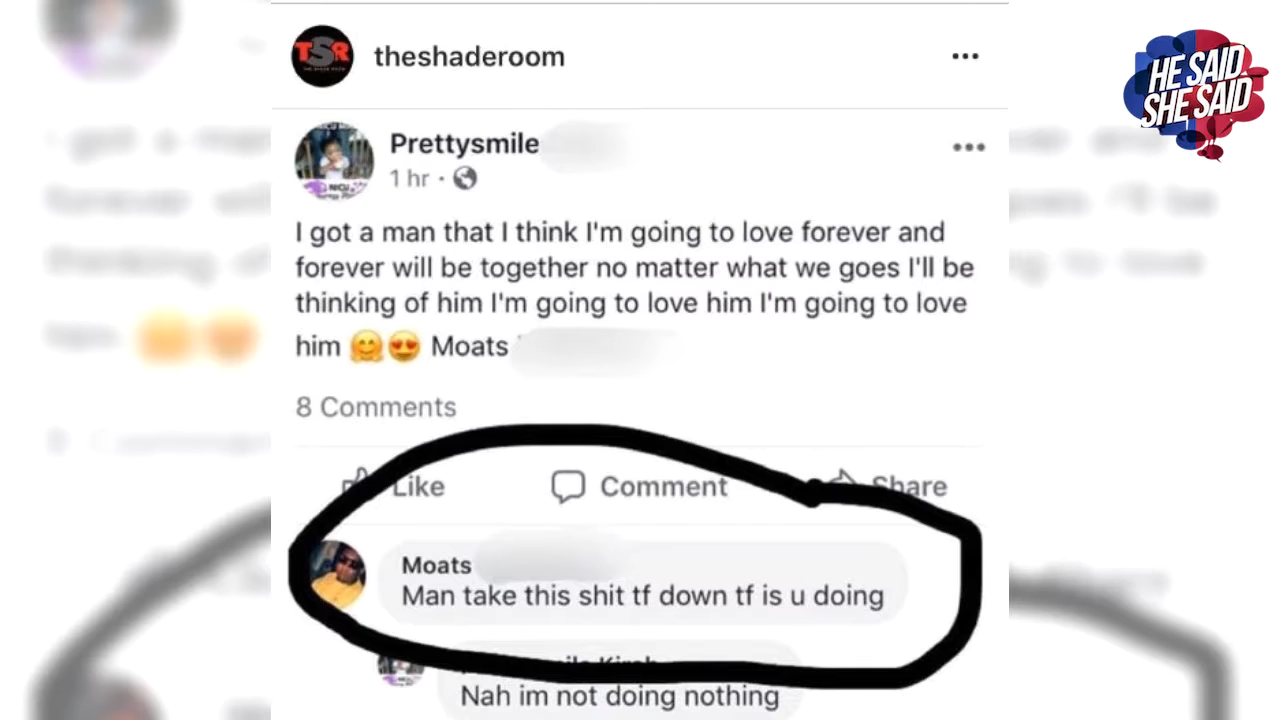 TSR
theshaderoom
HE SAID
SHE SAID
Prettysmile
1 hr
I got a man that I think I'm going to love forever and
forever will be together no matter what we goes I'll be
thinking of him I'm going to love him I'm going to love
him 🤗😍 Moats
8 Comments
Like Comment Share
Moats
Man take this shit tf down tf is u doing
Nah im not doing nothing